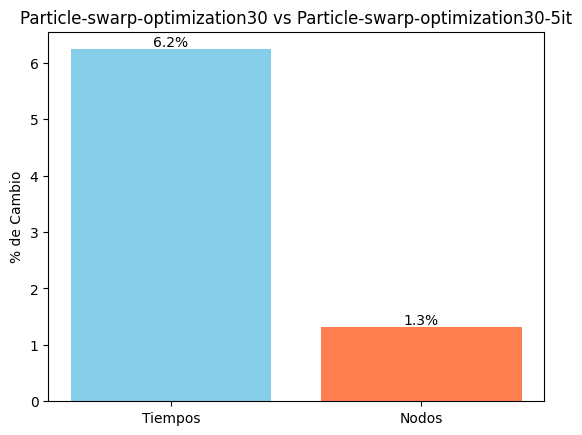 Particle-swarp-optimization30 vs Particle-swarp-optimization30-5it
% de Cambio
6
5
4
3
2
1
0
6.2%
1.3%
Tiempos
Nodos